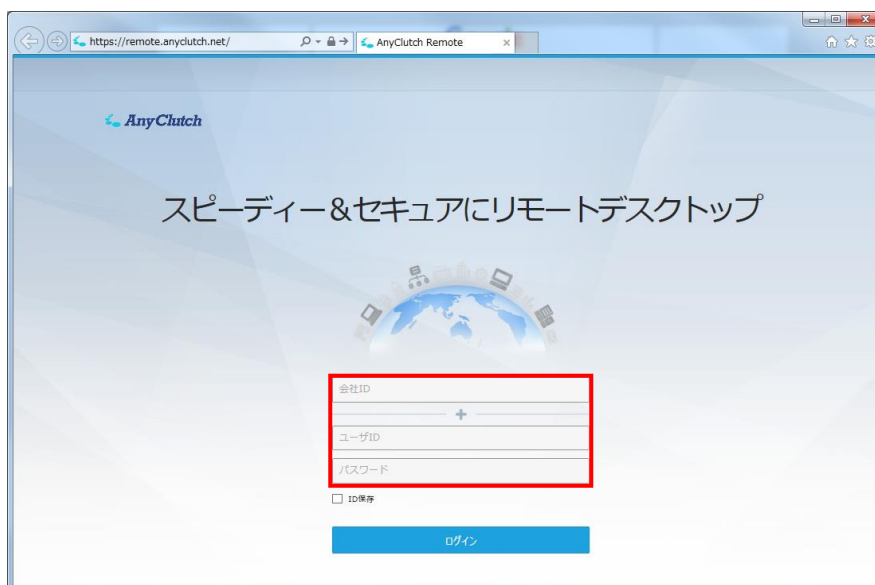 https://remote.anyclutch.net/
AnyClutch Remote
AnyClutch
スピーディー&セキュアにリモートデスクトップ
会社ID
ユーザID
パスワード
ID保存
ログイン